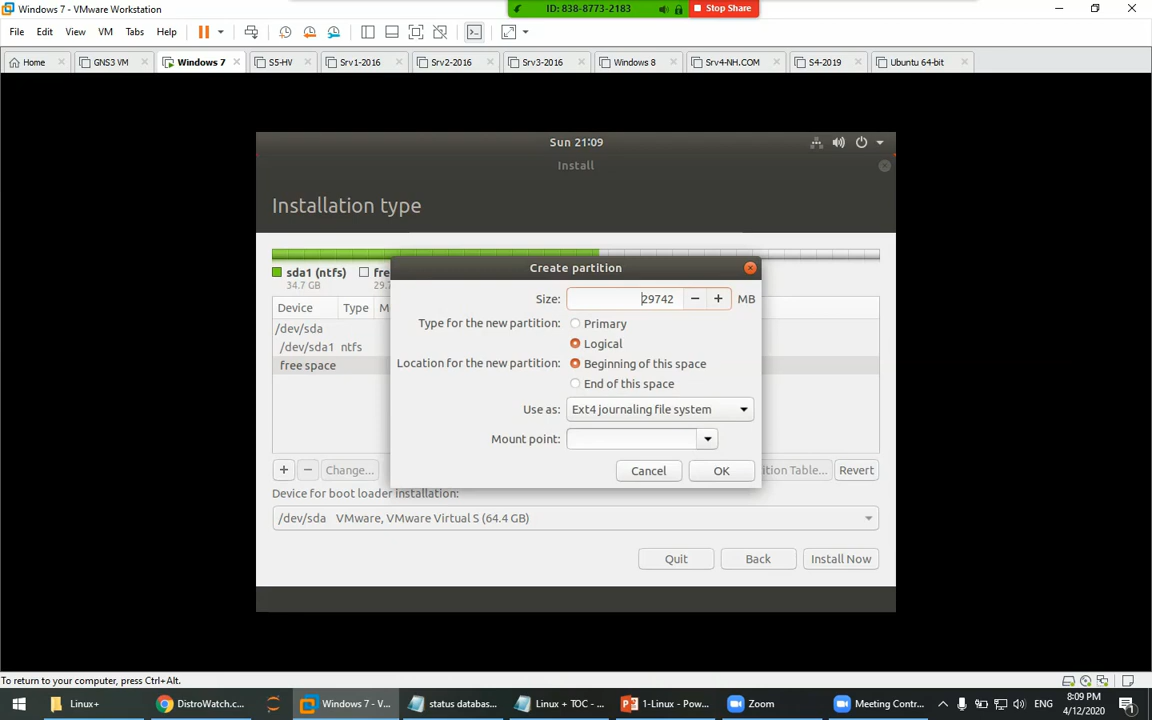 Windows 7 - VMware Workstation
ID: 838-8773-2183
Stop Share
File Edit View VM Tabs Help
Home GNS3 VM Windows 7 S5-HV Srv1-2016 Srv2-2016 Srv3-2016 Windows 8 Srv4-NH.COM S4-2019 Ubuntu 64-bit
Sun 21:09
Install
Installation type
sda1 (ntfs) fre
34.7 GB 29.7
Create partition
Device Type M
/dev/sda
/dev/sda1 ntfs
free space
Size: 29742 MB
Type for the new partition: Primary
Logical
Location for the new partition: Beginning of this space
End of this space
Use as: Ext4 journaling file system
Mount point:
Cancel OK
+ − Change... ition Table... Revert
Device for boot loader installation:
/dev/sda VMware, VMware Virtual S (64.4 GB)
Quit Back Install Now
To return to your computer, press Ctrl+Alt.
Linux+ DistroWatch.c... Windows 7 - V... status databas... Linux + TOC - ... 1-Linux - Pow... Zoom Meeting Contr... ENG 8:09 PM
4/12/2020
1